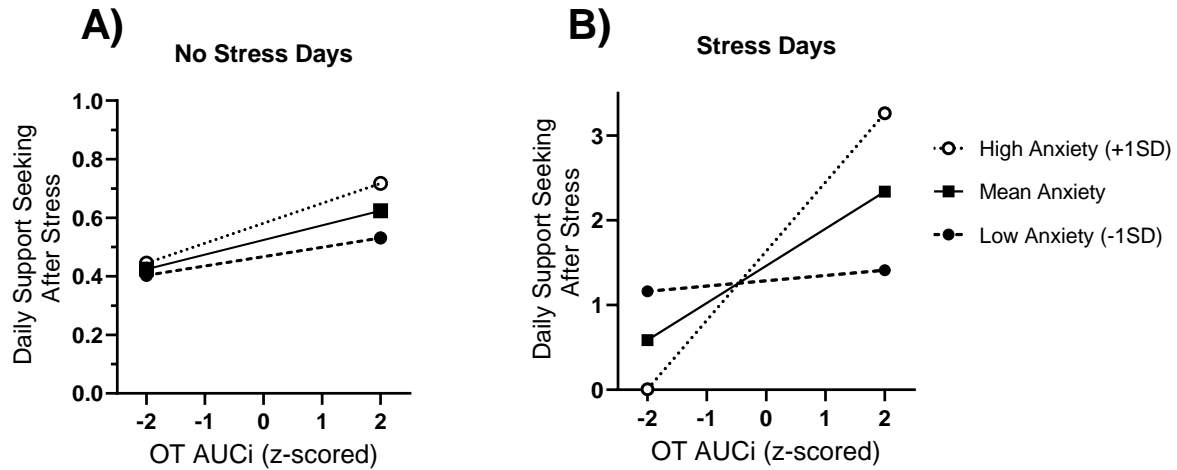 A)
No Stress Days
Daily Support Seeking
After Stress
1.0
0.8
0.6
0.4
0.2
0.0
-2 -1 0 1 2
OT AUCi (z-scored)
B)
Stress Days
Daily Support Seeking
After Stress
3
2
1
0
-2 -1 0 1 2
OT AUCi (z-scored)
High Anxiety (+1SD)
Mean Anxiety
Low Anxiety (-1SD)